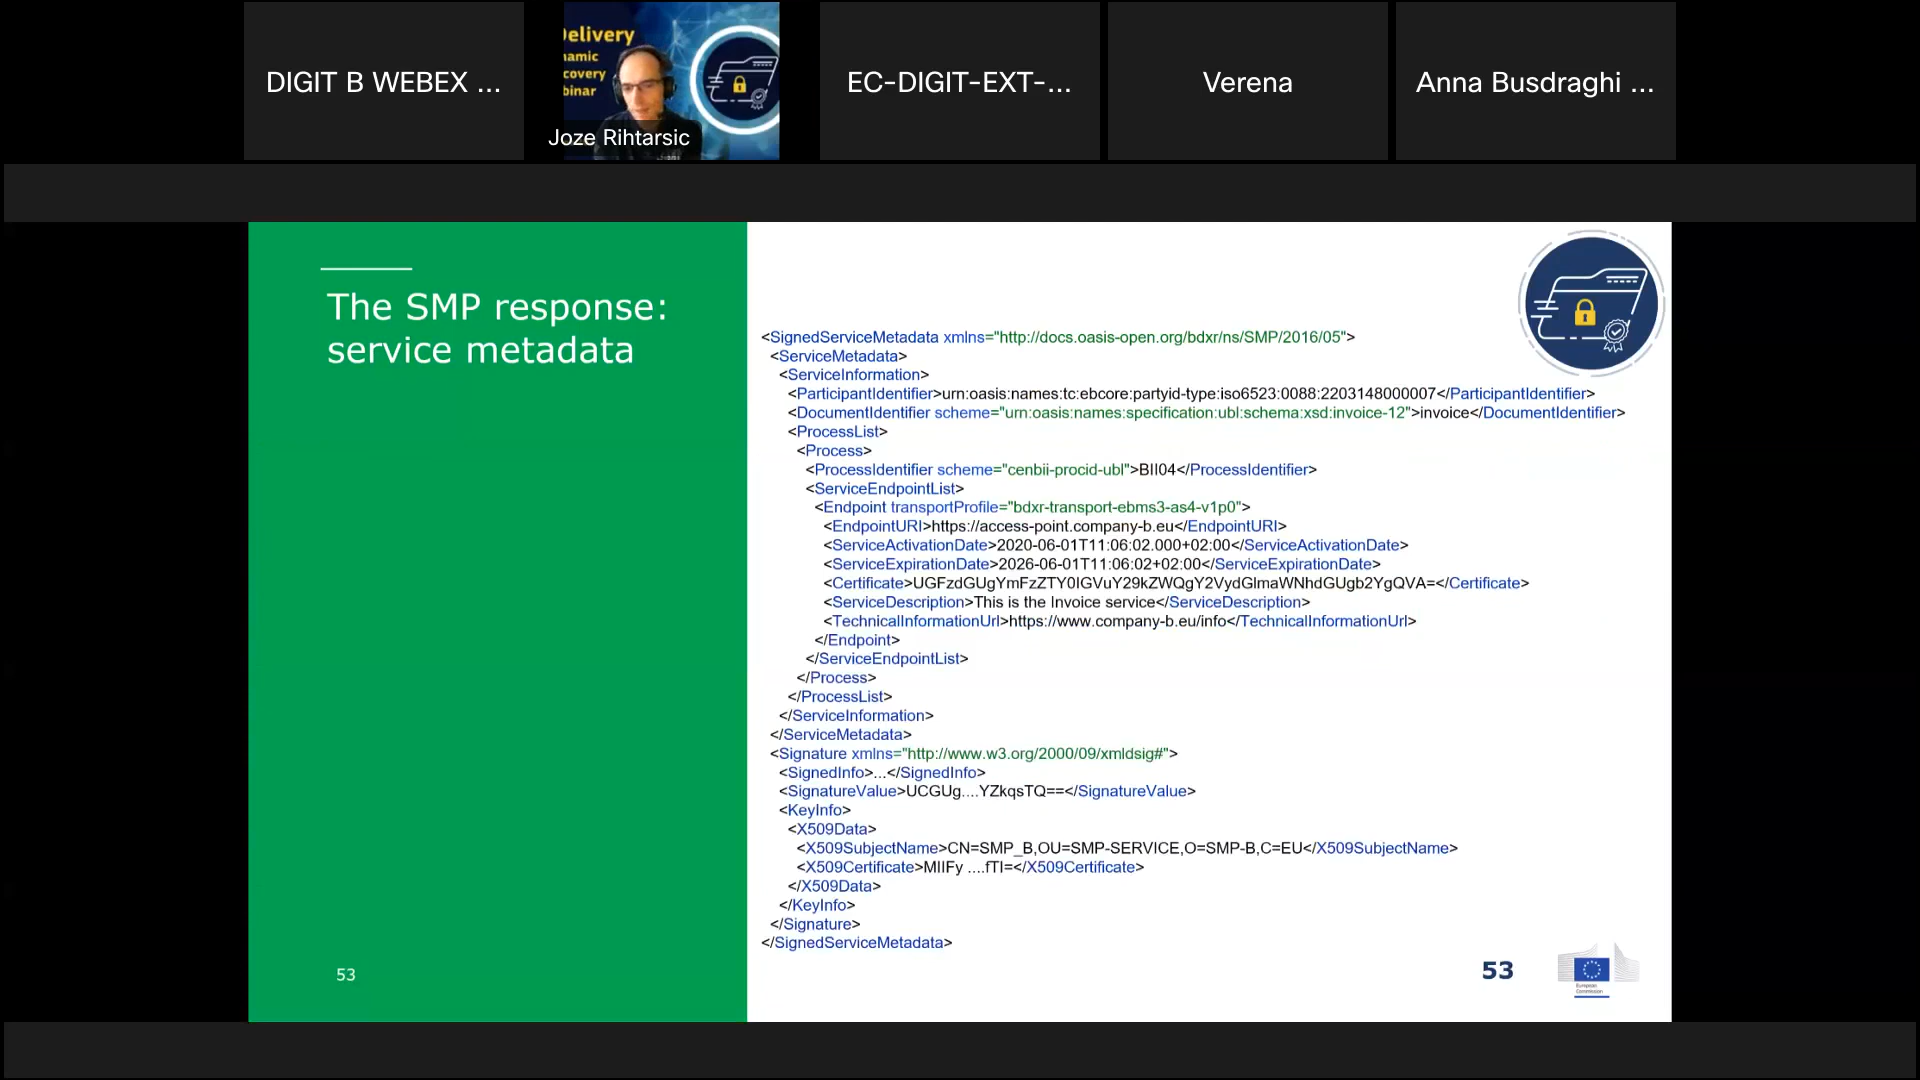 DIGIT B WEBEX ...
Delivery
namic
covery
binar
Joze Rihtarsic
EC-DIGIT-EXT-...
Verena
Anna Busdraghi ...
The SMP response:
service metadata
<SignedServiceMetadata xmlns="http://docs.oasis-open.org/bdxr/ns/SMP/2016/05">
<ServiceMetadata>
<ServiceInformation>
<ParticipantIdentifier>urn:oasis:names:tc:ebcore:partyid-type:iso6523:0088:2203148000007</ParticipantIdentifier>
<DocumentIdentifier scheme="urn:oasis:names:specification:ubl:schema:xsd:invoice-12">invoice</DocumentIdentifier>
<ProcessList>
<Process>
<ProcessIdentifier scheme="cenbii-procid-ubl">BII04</ProcessIdentifier>
<ServiceEndpointList>
<Endpoint transportProfile="bdxr-transport-ebms3-as4-v1p0">
<EndpointURI>https://access-point.company-b.eu</EndpointURI>
<ServiceActivationDate>2020-06-01T11:06:02.000+02:00</ServiceActivationDate>
<ServiceExpirationDate>2026-06-01T11:06:02+02:00</ServiceExpirationDate>
<Certificate>UGFzdGUgYmFzZTY0IGVuY29kZWQgY2VydGlmaWNhdGUgb2YgQVA=</Certificate>
<ServiceDescription>This is the Invoice service</ServiceDescription>
<TechnicalInformationUrl>https://www.company-b.eu/info</TechnicalInformationUrl>
</Endpoint>
</ServiceEndpointList>
</Process>
</ProcessList>
</ServiceInformation>
</ServiceMetadata>
<Signature xmlns="http://www.w3.org/2000/09/xmldsig#">
<SignedInfo>...</SignedInfo>
<SignatureValue>UCGUg....YZkqsTQ==</SignatureValue>
<KeyInfo>
<X509Data>
<X509SubjectName>CN=SMP_B,OU=SMP-SERVICE,O=SMP-B,C=EU</X509SubjectName>
<X509Certificate>MIIFy ....fTI=</X509Certificate>
</X509Data>
</KeyInfo>
</Signature>
</SignedServiceMetadata>
53
53
European
Commission